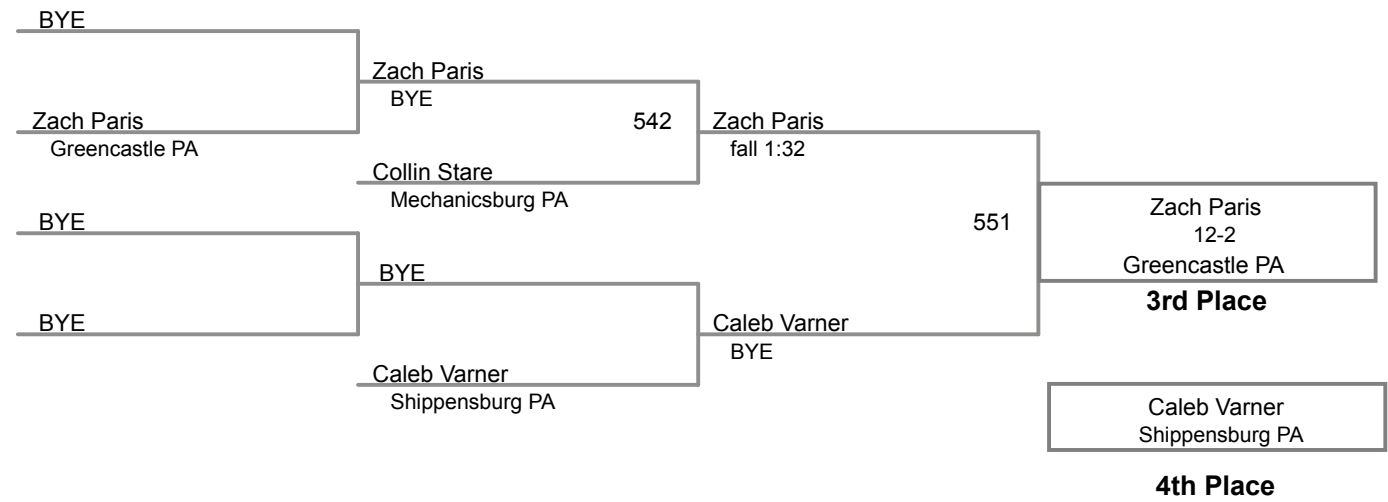 BYE
Zach Paris
BYE
Zach Paris
Greencastle PA
542
Zach Paris
fall 1:32
Collin Stare
Mechanicsburg PA
BYE
551
Zach Paris
12-2
Greencastle PA
3rd Place
BYE
BYE
Caleb Varner
BYE
Caleb Varner
Shippensburg PA
Caleb Varner
Shippensburg PA
4th Place